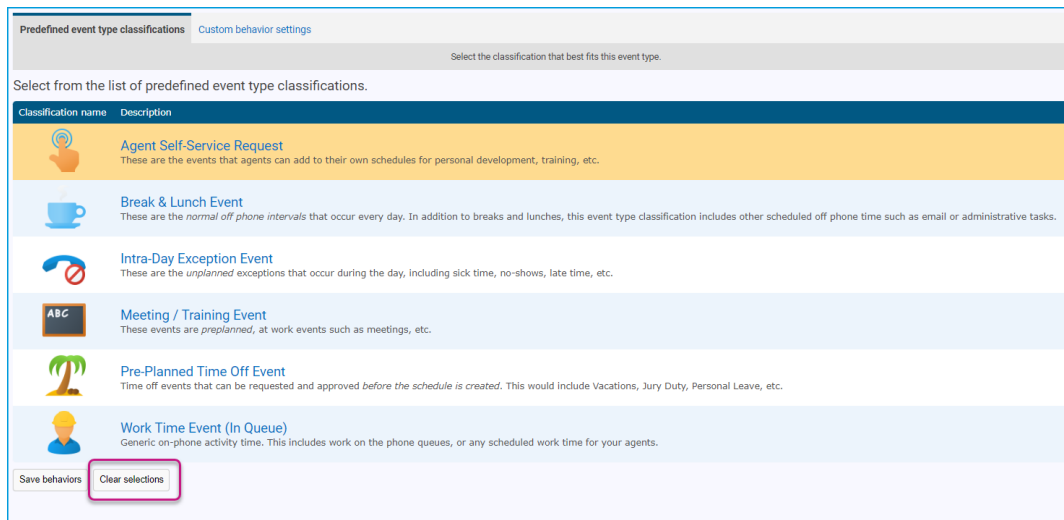 Predefined event type classifications Custom behavior settings
Select the classification that best fits this event type.
Select from the list of predefined event type classifications.
Classification name Description
Agent Self-Service Request
These are the events that agents can add to their own schedules for personal development, training, etc.
Break & Lunch Event
These are the normal off phone intervals that occur every day. In addition to breaks and lunches, this event type classification includes other scheduled off phone time such as email or administrative tasks.
Intra-Day Exception Event
These are the unplanned exceptions that occur during the day, including sick time, no-shows, late time, etc.
ABC
Meeting / Training Event
These events are preplanned, at work events such as meetings, etc.
Pre-Planned Time Off Event
Time off events that can be requested and approved before the schedule is created. This would include Vacations, Jury Duty, Personal Leave, etc.
Work Time Event (In Queue)
Generic on-phone activity time. This includes work on the phone queues, or any scheduled work time for your agents.
Save behaviors Clear selections